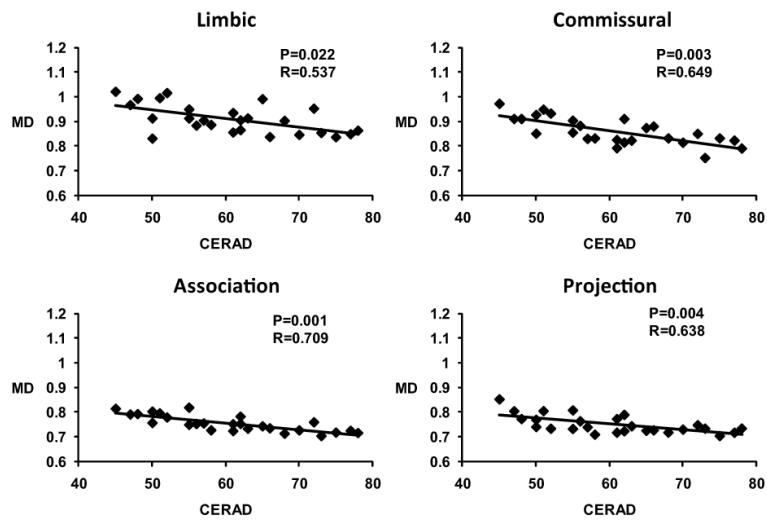 Limbic
P=0.022
R=0.537
1.2
1.1
1
MD
0.9
0.8
0.7
0.6
40 50 60 70 80
CERAD
Commissural
P=0.003
R=0.649
1.2
1.1
1
MD
0.9
0.8
0.7
0.6
40 50 60 70 80
CERAD
Association
P=0.001
R=0.709
1.2
1.1
1
MD
0.9
0.8
0.7
0.6
40 50 60 70 80
CERAD
Projection
P=0.004
R=0.638
1.2
1.1
1
MD
0.9
0.8
0.7
0.6
40 50 60 70 80
CERAD